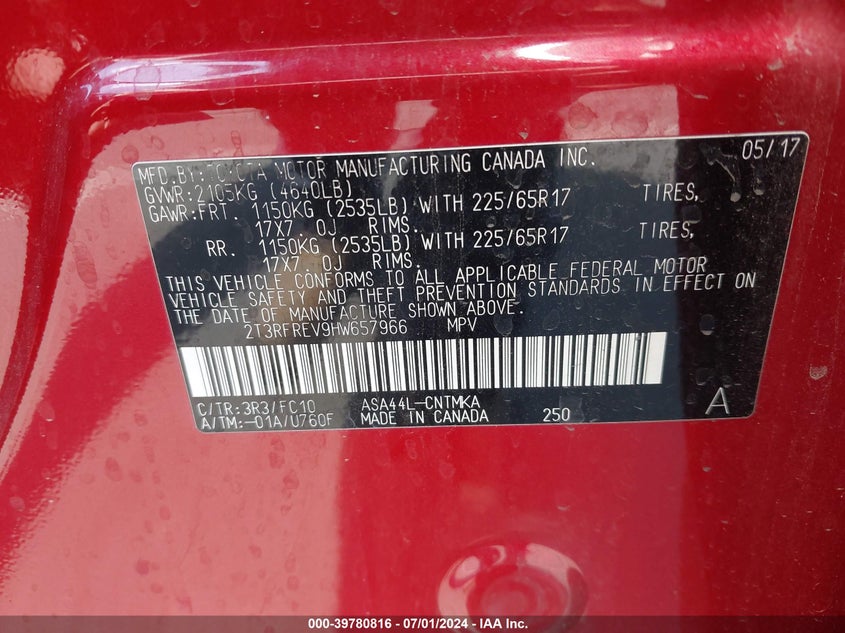 MFD.BY:TOYOTA MOTOR MANUFACTURING CANADA INC. 05/17
GVWR:2105KG (4640LB)
GAWR:FRT. 1150KG (2535LB) WITH 225/65R17 TIRES,
17X7.0J RIMS.
RR. 1150KG (2535LB) WITH 225/65R17 TIRES,
17X7.0J RIMS.
THIS VEHICLE CONFORMS TO ALL APPLICABLE FEDERAL MOTOR
VEHICLE SAFETY AND THEFT PREVENTION STANDARDS IN EFFECT ON
THE DATE OF MANUFACTURE SHOWN ABOVE.
2T3RFREV9HW657966 MPV
C/TR:3R3/FC10 ASA44L-CNTMKA
A/TM:-01A/U760F MADE IN CANADA 250 A
000-39780816 - 07/01/2024 - IAA Inc.